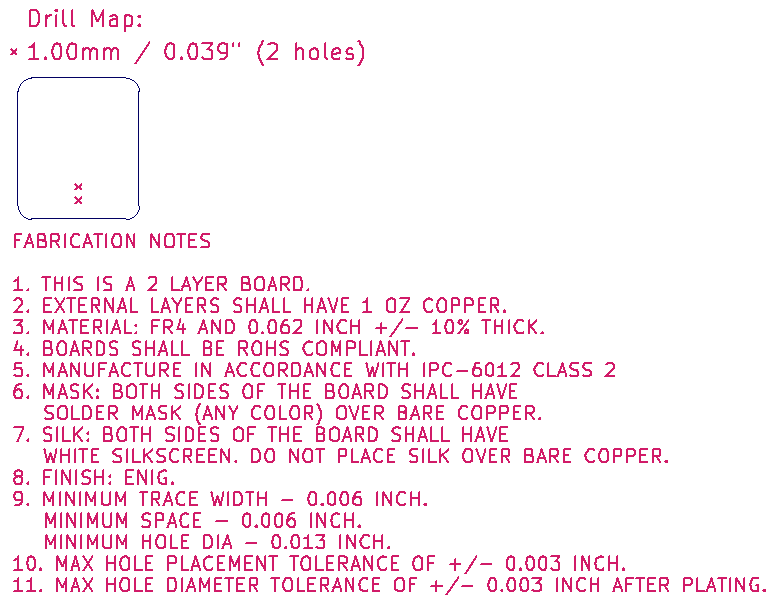 Drill Map:
× 1.00mm / 0.039" (2 holes)
FABRICATION NOTES
1. THIS IS A 2 LAYER BOARD.
2. EXTERNAL LAYERS SHALL HAVE 1 OZ COPPER.
3. MATERIAL: FR4 AND 0.062 INCH +/- 10% THICK.
4. BOARDS SHALL BE ROHS COMPLIANT.
5. MANUFACTURE IN ACCORDANCE WITH IPC-6012 CLASS 2
6. MASK: BOTH SIDES OF THE BOARD SHALL HAVE
SOLDER MASK (ANY COLOR) OVER BARE COPPER.
7. SILK: BOTH SIDES OF THE BOARD SHALL HAVE
WHITE SILKSCREEN. DO NOT PLACE SILK OVER BARE COPPER.
8. FINISH: ENIG.
9. MINIMUM TRACE WIDTH - 0.006 INCH.
MINIMUM SPACE - 0.006 INCH.
MINIMUM HOLE DIA - 0.013 INCH.
10. MAX HOLE PLACEMENT TOLERANCE OF +/- 0.003 INCH.
11. MAX HOLE DIAMETER TOLERANCE OF +/- 0.003 INCH AFTER PLATING.